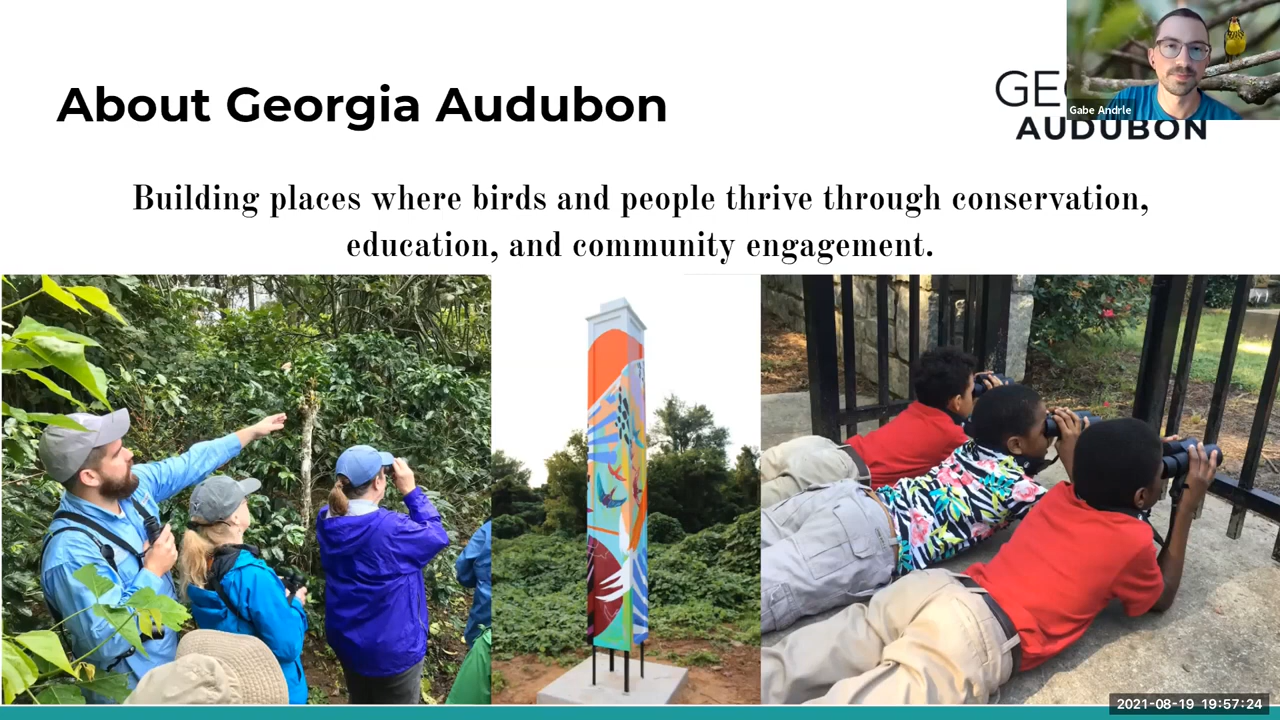 About Georgia Audubon
GE
AUDUBON
Gabe Andrle
Building places where birds and people thrive through conservation,
education, and community engagement.
2021-08-19 19:57:24